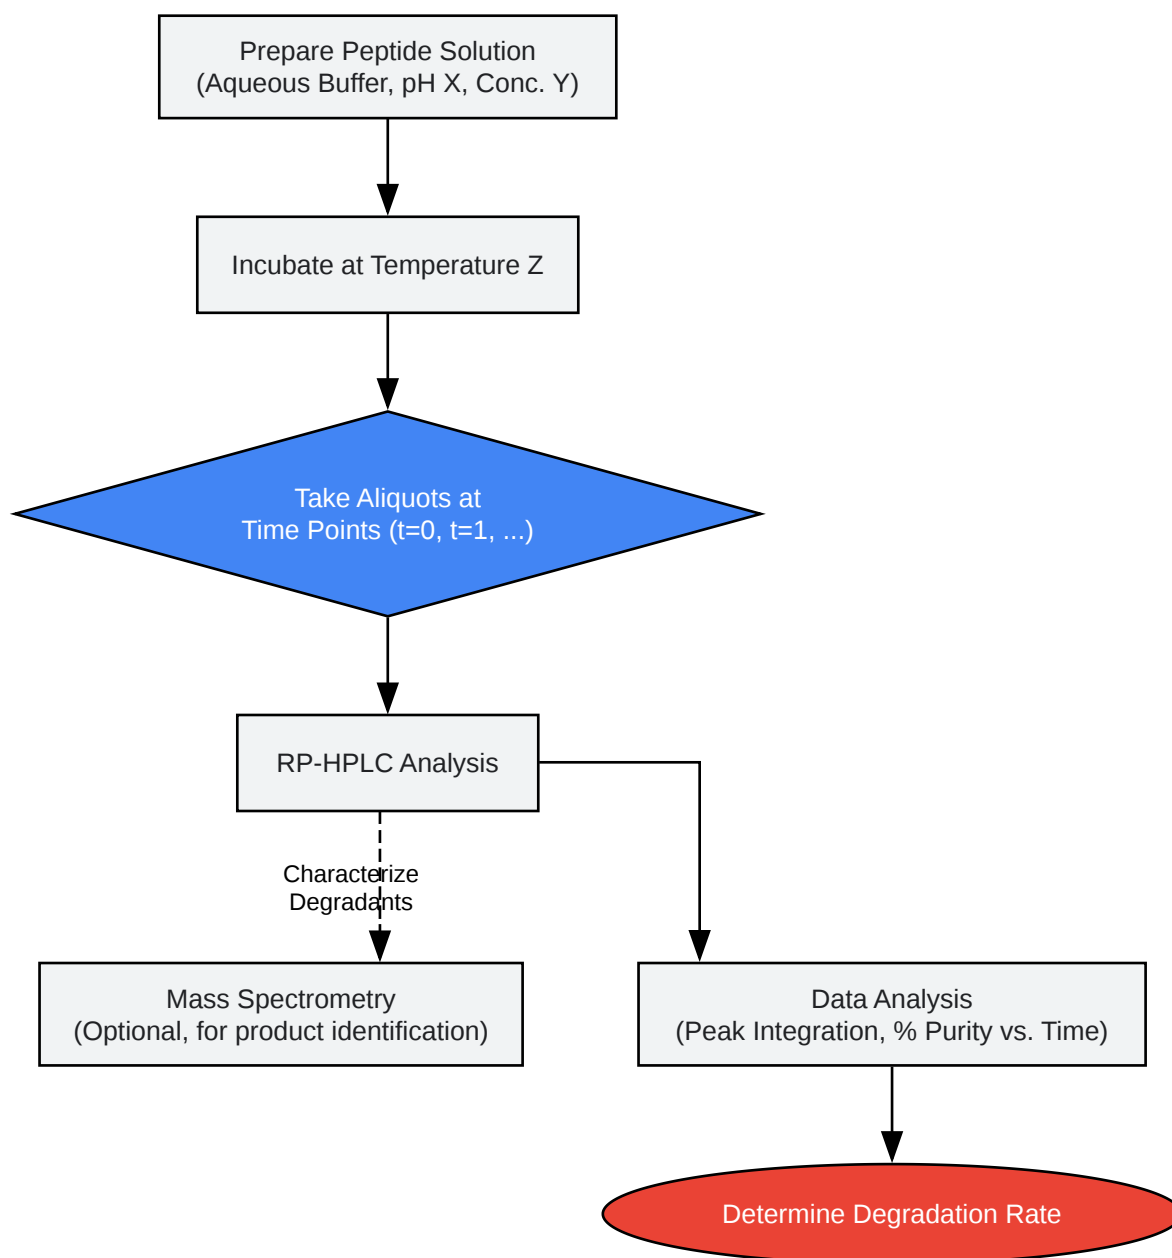 Prepare Peptide Solution
(Aqueous Buffer, pH X, Conc. Y)
Incubate at Temperature Z
Take Aliquots at
Time Points (t=0, t=1, ...)
RP-HPLC Analysis
Characterize
Degradants
Mass Spectrometry
(Optional, for product identification)
Data Analysis
(Peak Integration, % Purity vs. Time)
Determine Degradation Rate